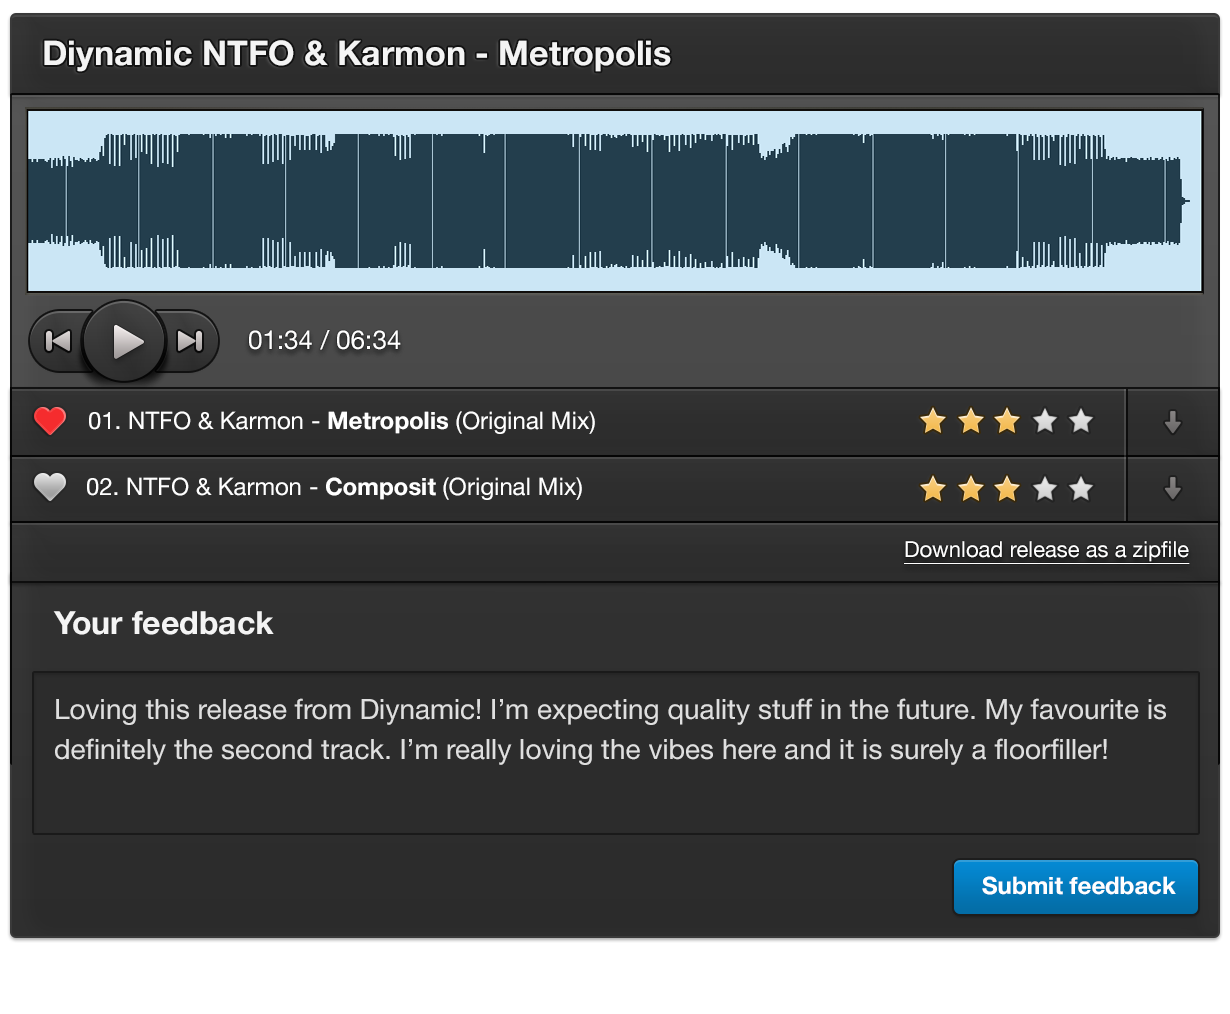 Diynamic NTFO & Karmon - Metropolis
01:34 / 06:34
01. NTFO & Karmon - Metropolis (Original Mix)
02. NTFO & Karmon - Composit (Original Mix)
Download release as a zipfile
Your feedback
Loving this release from Diynamic! I’m expecting quality stuff in the future. My favourite is
definitely the second track. I’m really loving the vibes here and it is surely a floorfiller!
Submit feedback